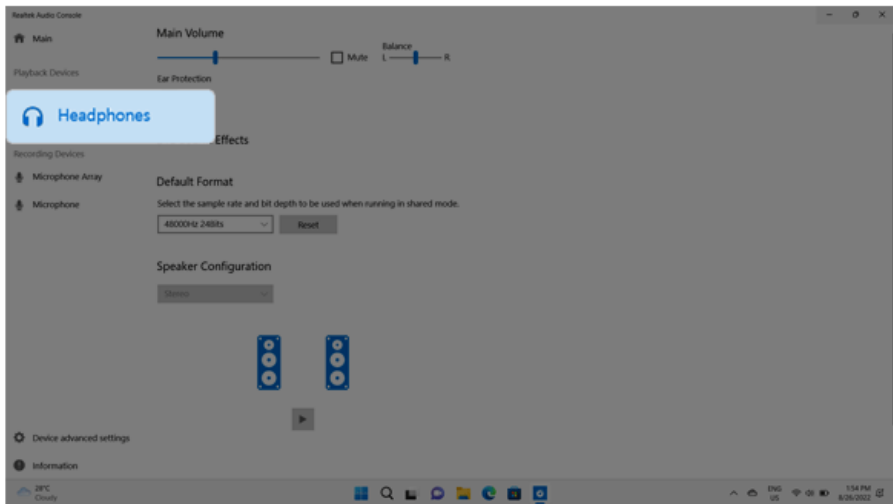 Realtek Audio Console
Main
Playback Devices
Headphones
Recording Devices
Microphone Array
Microphone
Device advanced settings
Information
Main Volume
Mute
Balance
L R
Ear Protection
Effects
Default Format
Select the sample rate and bit depth to be used when running in shared mode.
48000Hz 24Bits
Reset
Speaker Configuration
Stereo
28°C
Cloudy
ENG
US
1:54 PM
8/26/2022